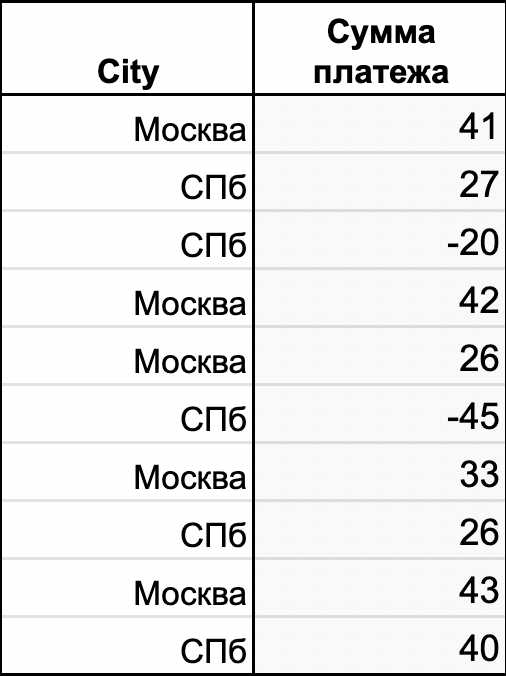 City Сумма платежа
Москва 41
СПб 27
СПб -20
Москва 42
Москва 26
СПб -45
Москва 33
СПб 26
Москва 43
СПб 40